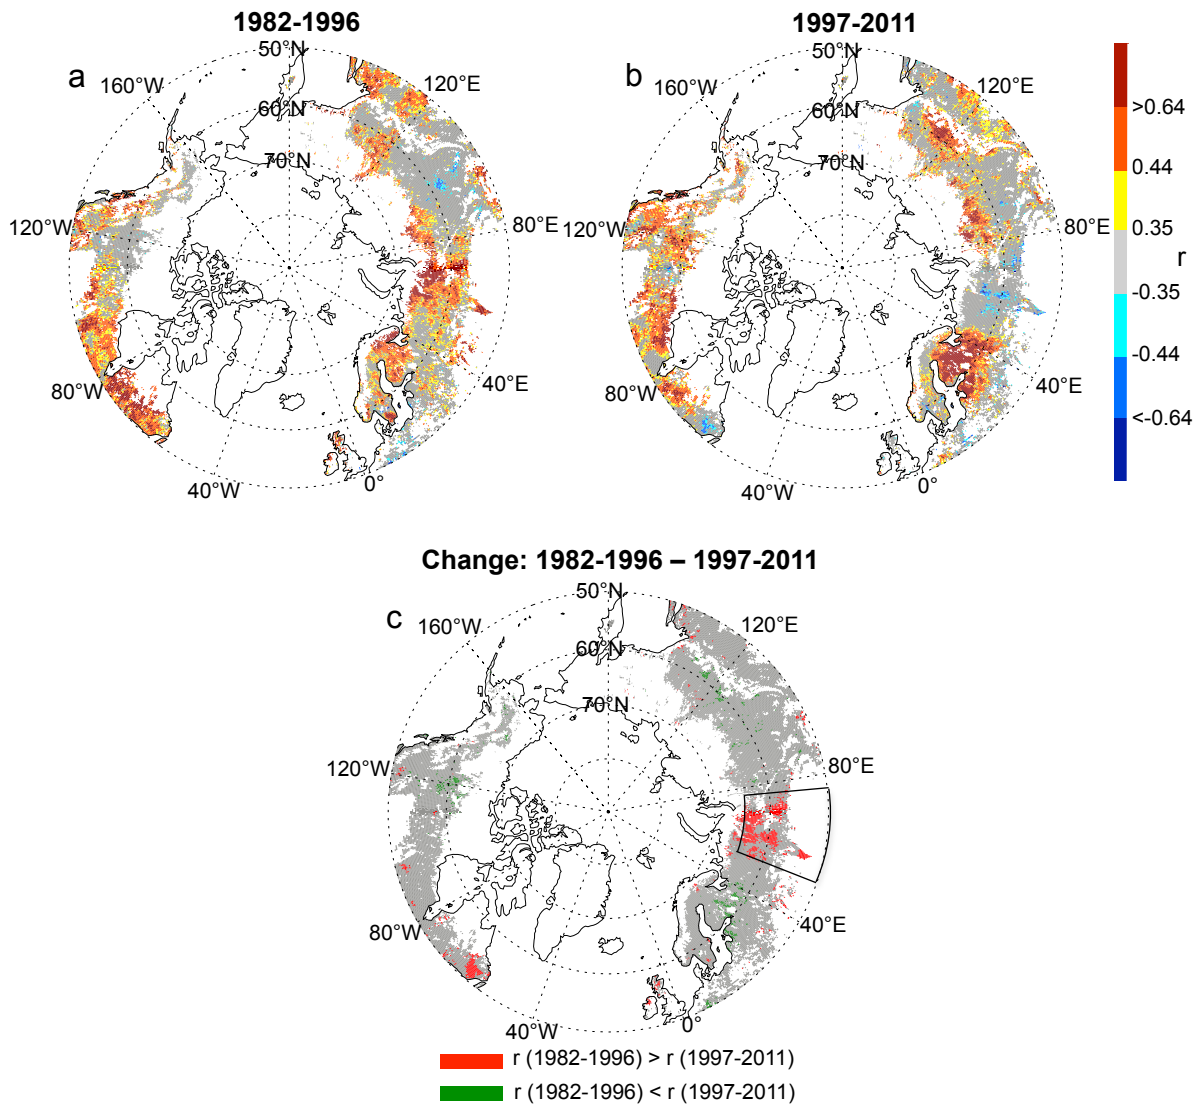 1982-1996
1997-2011
a
50°N
160°W
120°E
60°N
70°N
120°W
80°E
80°W
40°E
40°W
0°
b
50°N
160°W
120°E
60°N
70°N
120°W
80°E
80°W
40°E
40°W
0°
>0.64
0.44
0.35
r
-0.35
-0.44
<-0.64
Change: 1982-1996 – 1997-2011
c
50°N
160°W
120°E
60°N
70°N
120°W
80°E
80°W
40°E
40°W
0°
r (1982-1996) > r (1997-2011)
r (1982-1996) < r (1997-2011)